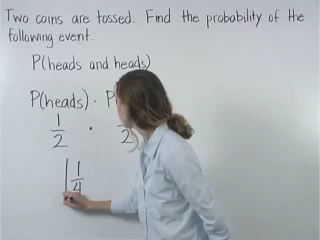 Two coins are tossed. Find the probability of the
following event.
P(heads and heads)
P(heads) · P
1/2 · 2)
1/4